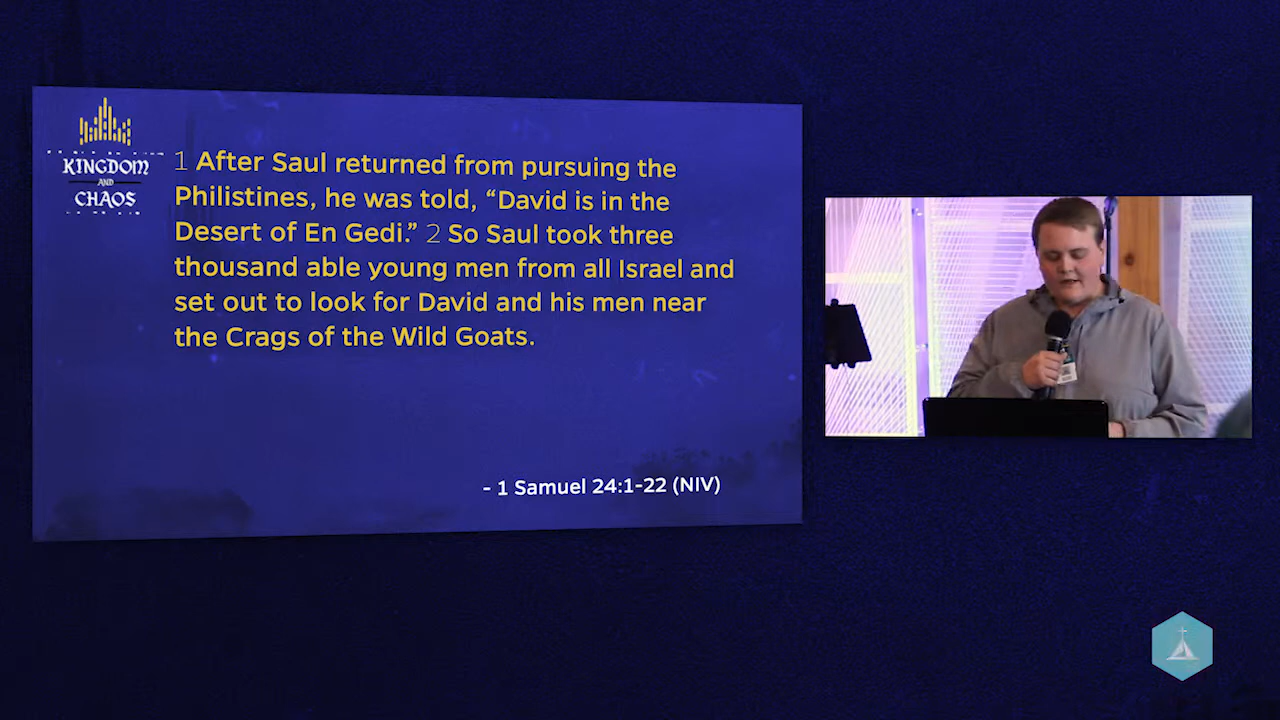 KINGDOM
AND
CHAOS
1 After Saul returned from pursuing the
Philistines, he was told, “David is in the
Desert of En Gedi.” 2 So Saul took three
thousand able young men from all Israel and
set out to look for David and his men near
the Crags of the Wild Goats.
- 1 Samuel 24:1-22 (NIV)